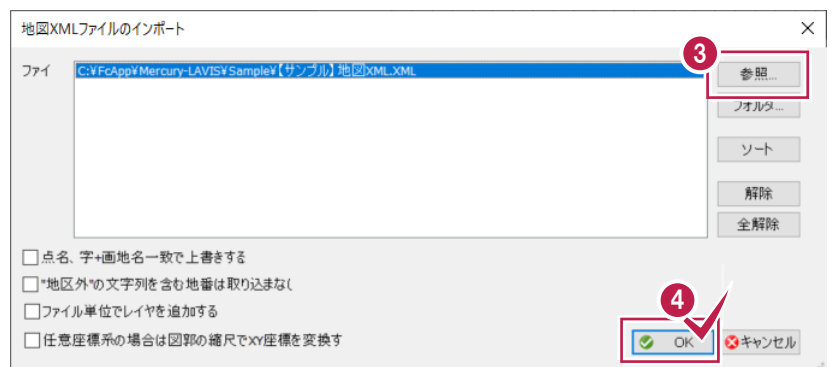 地図XMLファイルのインポート
ファイ
C:¥FcApp¥Mercury-LAVIS¥Sample¥【サンプル】地図XML.XML
3
参照...
フォルダ...
ソート
解除
全解除
点名、字+画地名一致で上書きする
"地区外"の文字列を含む地番は取り込まなし
ファイル単位でレイヤを追加する
任意座標系の場合は図郭の縮尺でXY座標を変換す
4
OK
キャンセル